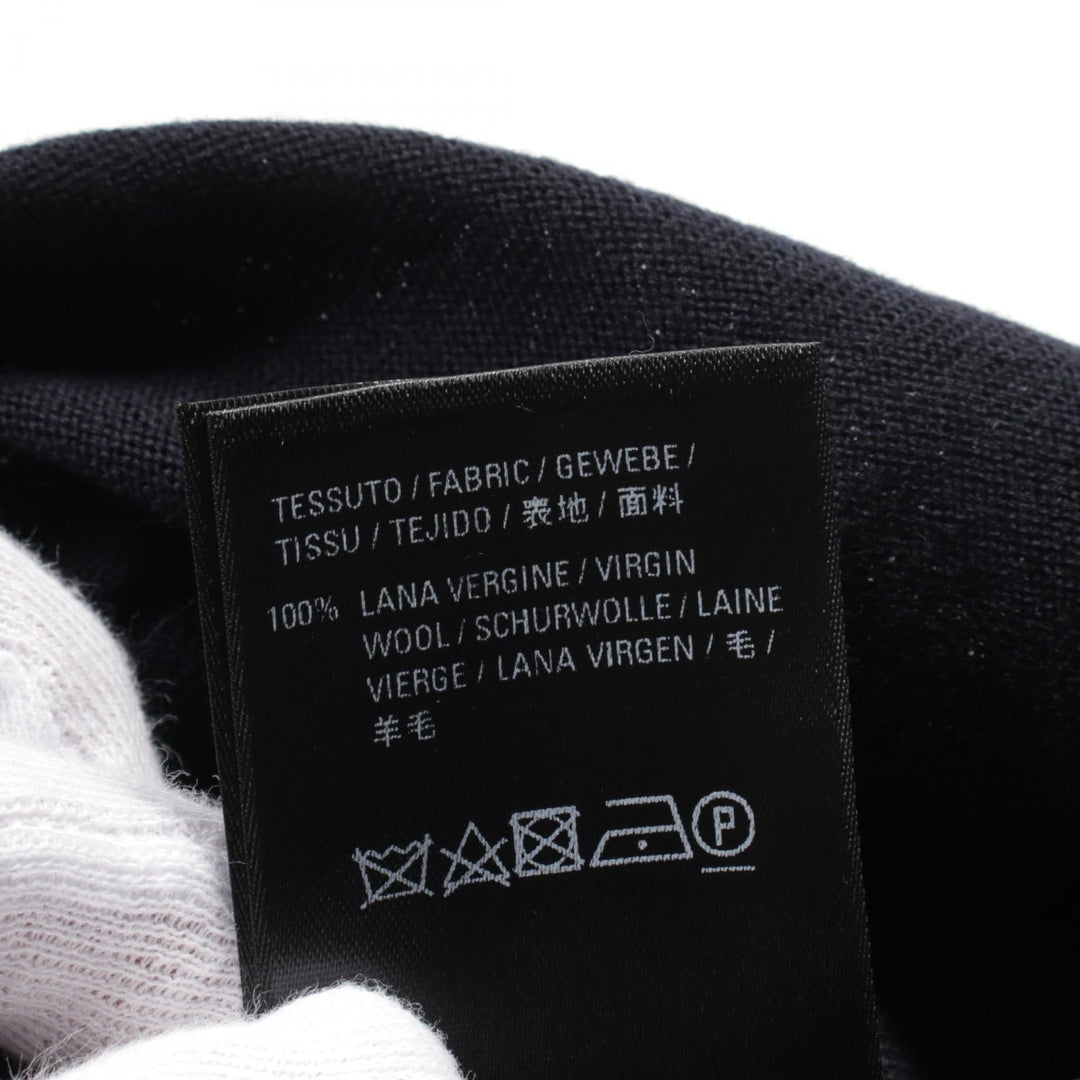 TESSUTO / FABRIC / GEWEBE /
TISSU / TEJIDO / 表地 / 面料
100% LANA VERGINE / VIRGIN
WOOL / SCHURWOLLE / LAINE
VIERGE / LANA VIRGEN / 毛 /
羊毛
P